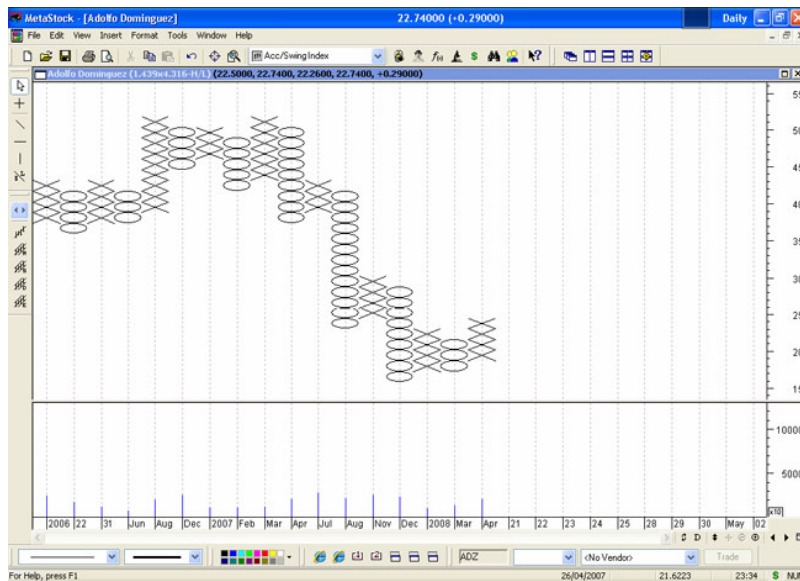 MetaStock - [Adolfo Dominguez] 22.74000 (+0.29000) Daily
File Edit View Insert Format Tools Window Help
Acc/SwingIndex
Adolfo Dominguez (1.439x4.316-H/L) (22.5000, 22.7400, 22.2600, 22.7400, +0.29000)
55
50
45
40
35
30
25
20
15
10000
5000
x10
2006 22 31 Jun Aug Dec 2007 Feb Mar Apr Jul Aug Nov Dec 2008 Mar Apr 21 22 23 24 25 28 29 30 May 02
D
ADZ <No Vendor> Trade
For Help, press F1 26/04/2007 21.6223 23:34 S NU